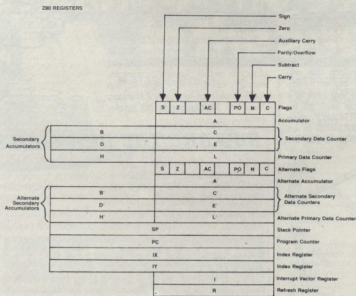 Z80 REGISTERS
Sign
Zero
Auxiliary Carry
Parity/Overflow
Subtract
Carry
S Z AC PO N C Flags
A Accumulator
Secondary Accumulators
B C
D E
Secondary Data Counter
H L Primary Data Counter
S Z AC PO N C Alternate Flags
A Alternate Accumulator
Alternate Secondary Accumulators
B' C'
D' E'
Alternate Secondary Data Counters
H' L' Alternate Primary Data Counter
SP Stack Pointer
PC Program Counter
IX Index Register
IY Index Register
I Interrupt Vector Register
R Refresh Register